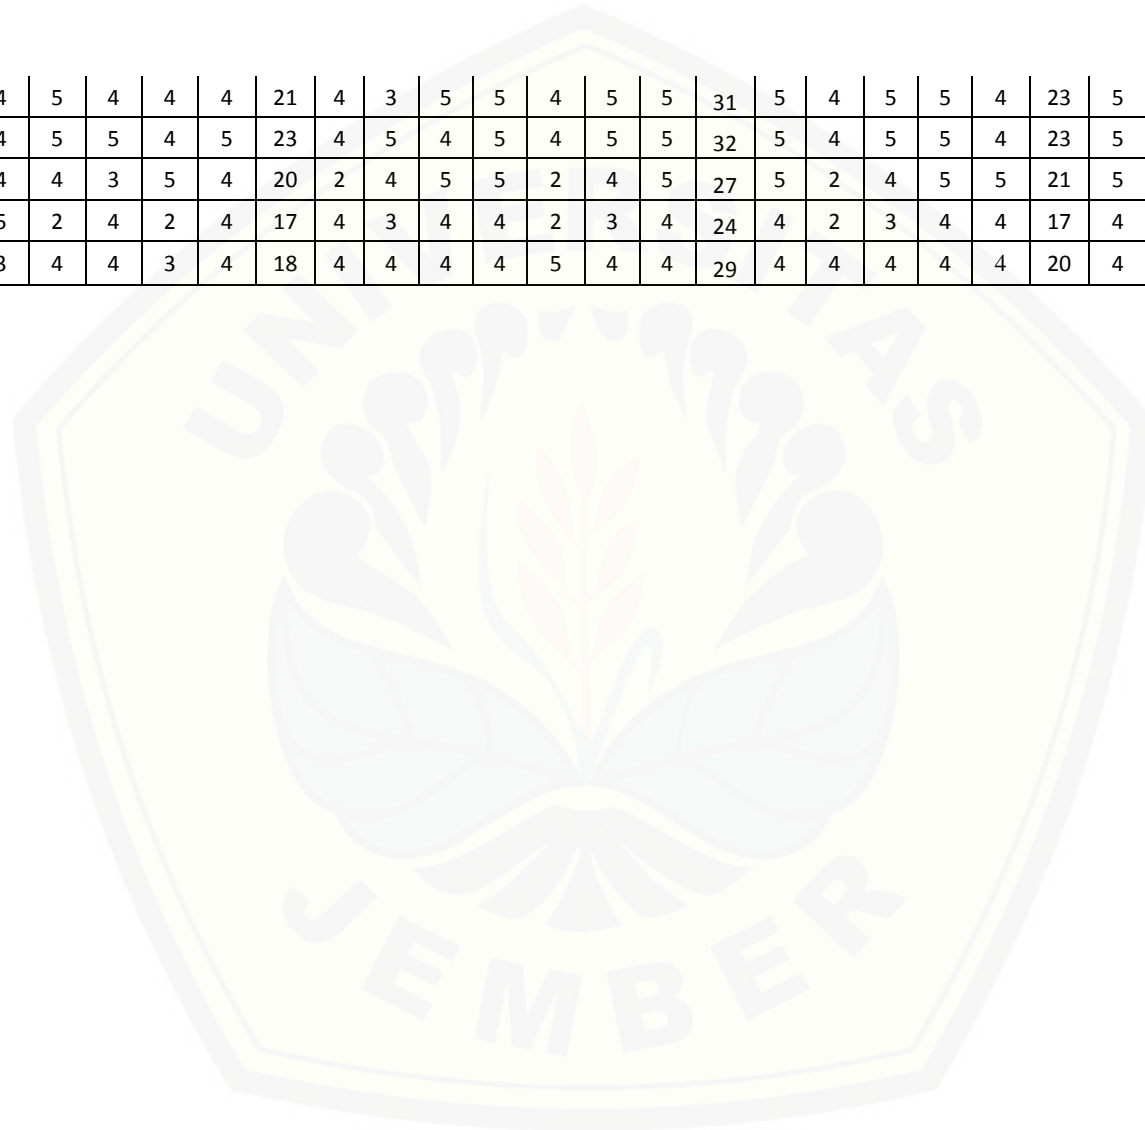 4 5 4 4 4 21 4 3 5 5 4 5 5 31 5 4 5 5 4 23 5
4 5 5 4 5 23 4 5 4 5 4 5 5 32 5 4 5 5 4 23 5
4 4 3 5 4 20 2 4 5 5 2 4 5 27 5 2 4 5 5 21 5
5 2 4 2 4 17 4 3 4 4 2 3 4 24 4 2 3 4 4 17 4
3 4 4 3 4 18 4 4 4 4 5 4 4 29 4 4 4 4 4 20 4
UNIVERSITAS
JEMBER